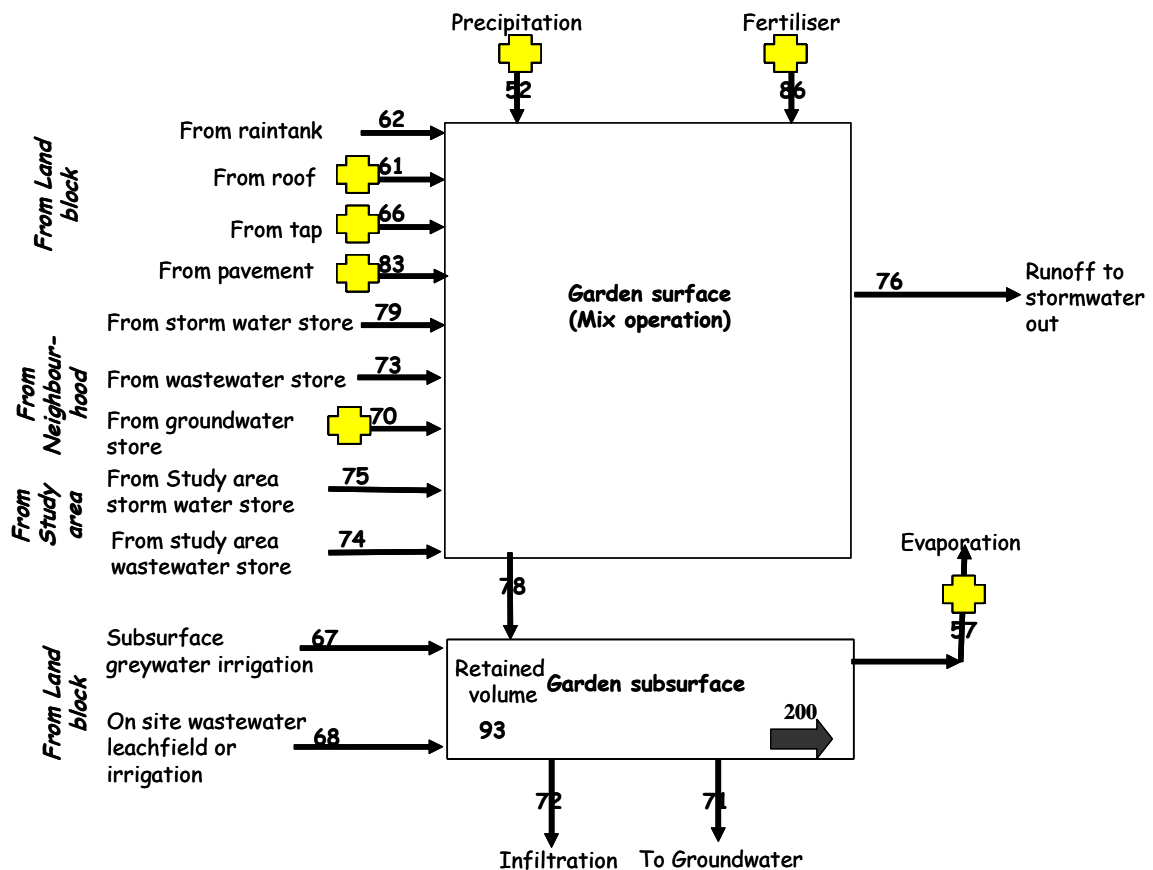 Precipitation
Fertiliser
52
86
From Land
block
From raintank
62
From roof
61
From tap
66
From pavement
83
From storm water store
79
From
Neighbour-
hood
From wastewater store
73
From groundwater
store
70
From
Study
area
From Study area
storm water store
75
From study area
wastewater store
74
Garden surface
(Mix operation)
76
Runoff to
stormwater
out
78
Evaporation
57
From Land
block
Subsurface
greywater irrigation
67
On site wastewater
leachfield or
irrigation
68
Retained
volume
93
Garden subsurface
200
72
71
Infiltration
To Groundwater